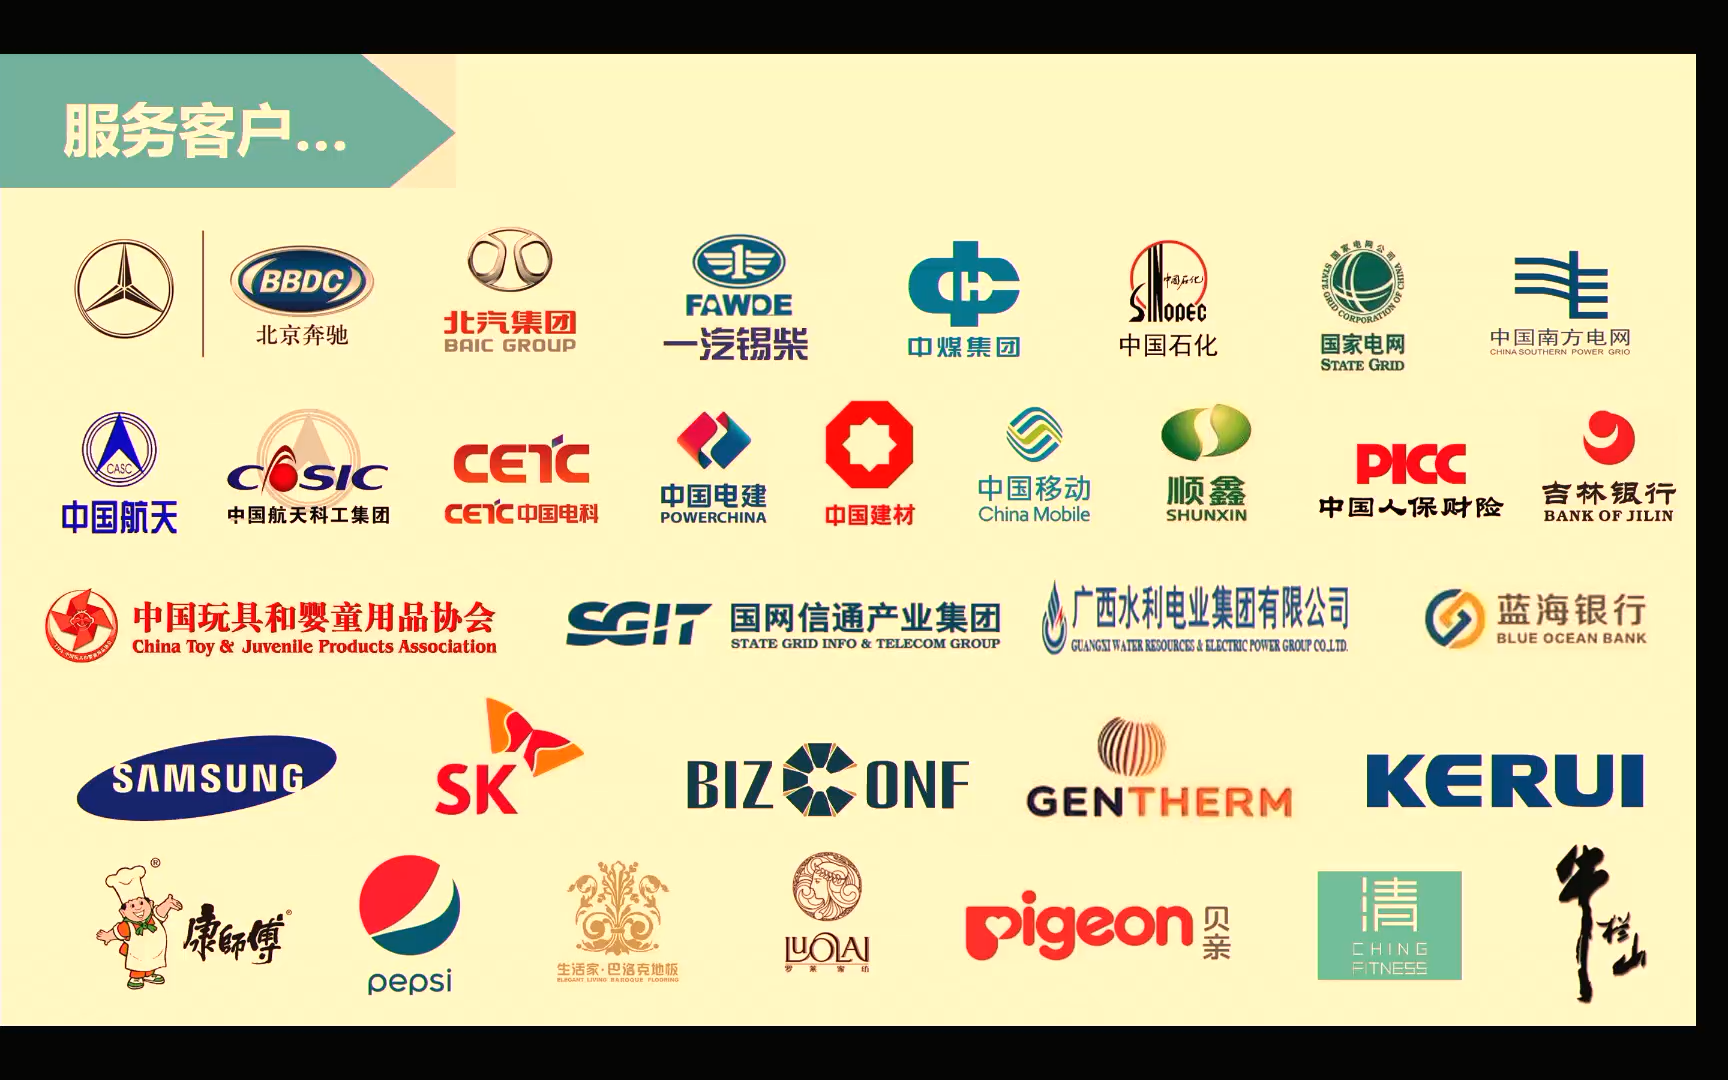 服务客户...
BBDC
北京奔驰
北汽集团
BAIC GROUP
FAWDE
一汽锡柴
中煤集团
中国石化
SINOPEC
中国石化
国家电网公司
STATE GRID CORPORATION OF CHINA
国家电网
STATE GRID
中国南方电网
CHINA SOUTHERN POWER GRID
CASC
中国航天
CASIC
中国航天科工集团
CETC
CETC中国电科
中国电建
POWERCHINA
中国建材
中国移动
China Mobile
顺鑫
SHUNXIN
PICC
中国人保财险
吉林银行
BANK OF JILIN
中国玩具和婴童用品协会
China Toy & Juvenile Products Association
SGIT
国网信通产业集团
STATE GRID INFO & TELECOM GROUP
广西水利电业集团有限公司
GUANGXI WATER RESOURCES & ELECTRIC POWER GROUP CO.,LTD.
蓝海银行
BLUE OCEAN BANK
SAMSUNG
SK
BIZCONF
GENTHERM
KERUI
康師傅
pepsi
生活家·巴洛克地板
ELEGANT LIVING BAROQUE FLOORING
LUOLAI
罗莱家纺
pigeon
贝亲
清
CHING
FITNESS
牛栏山